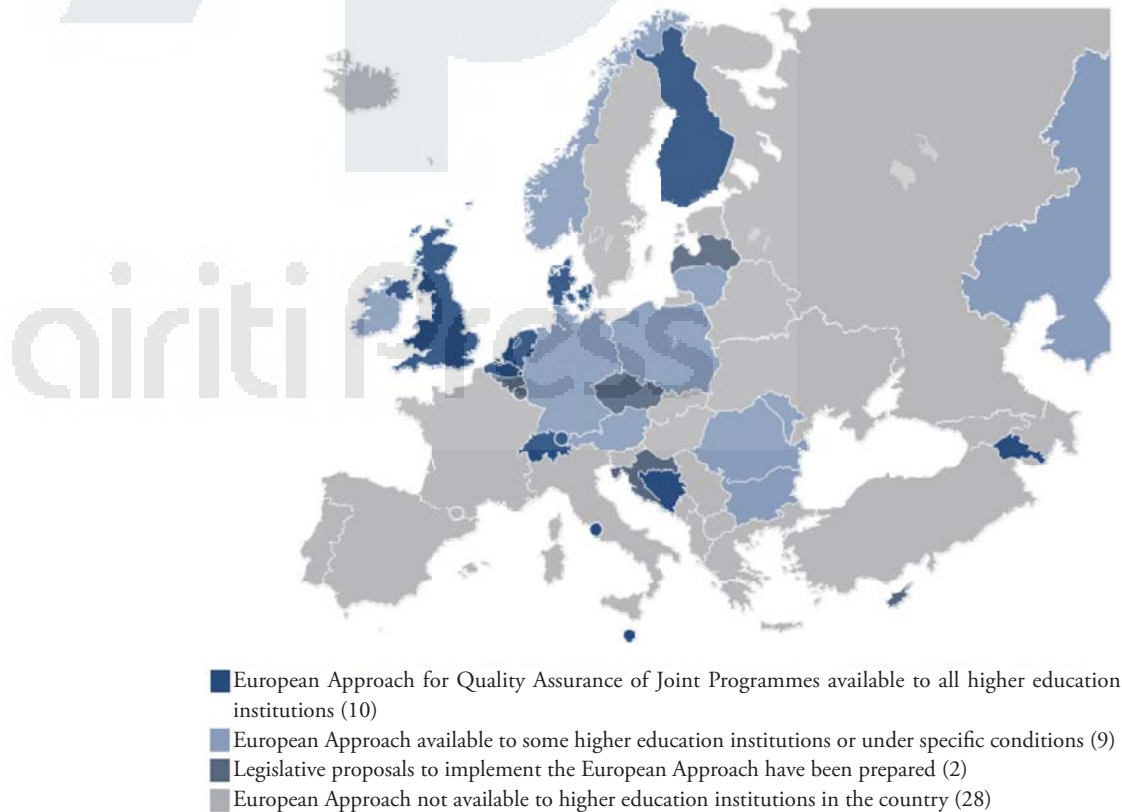 airiti Press
European Approach for Quality Assurance of Joint Programmes available to all higher education
institutions (10)
European Approach available to some higher education institutions or under specific conditions (9)
Legislative proposals to implement the European Approach have been prepared (2)
European Approach not available to higher education institutions in the country (28)